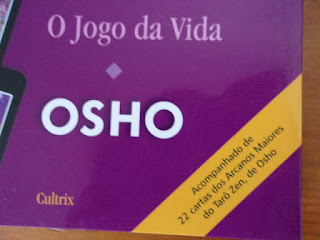 O Jogo da Vida
OSHO
Cultrix
Acompanhado de
22 cartas dos Arcanos Maiores
do Tarô Zen, de Osho